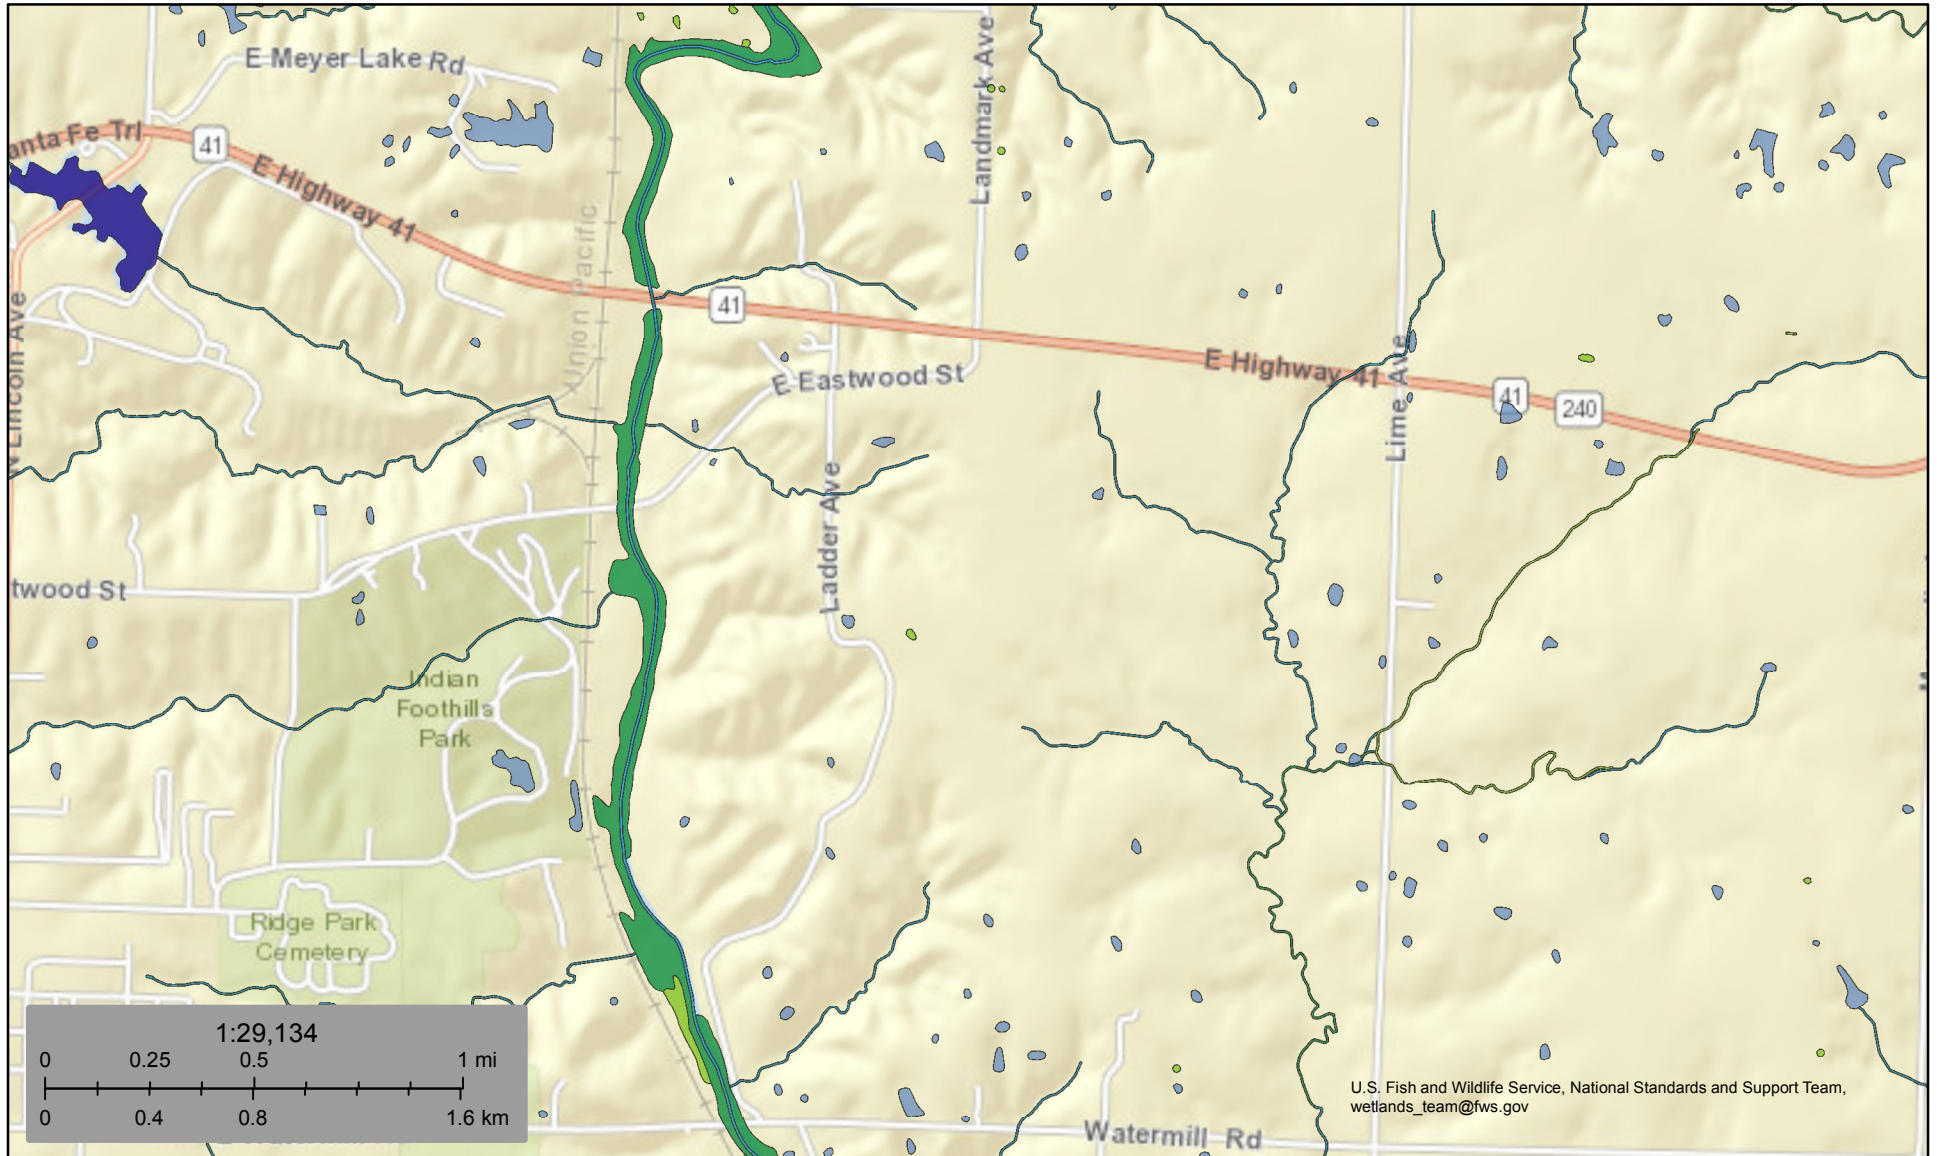 E Meyer Lake Rd
anta Fe Trl
41
E Highway 41
Union Pacific
Landmark Ave
41
E Eastwood St
E Highway 41
Lime Ave
41
240
N Lincoln Ave
Ladder Ave
twood St
Indian
Foothills
Park
Ridge Park
Cemetery
1:29,134
0 0.25 0.5 1 mi
0 0.4 0.8 1.6 km
U.S. Fish and Wildlife Service, National Standards and Support Team,
wetlands_team@fws.gov
Watermill Rd